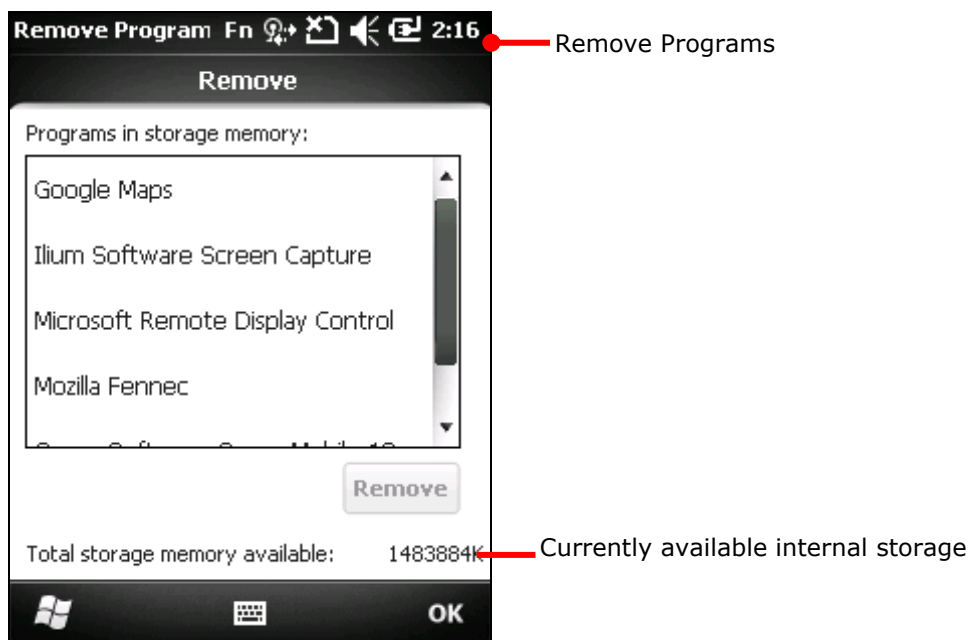 Remove Program Fn 2:16
Remove Programs
Remove
Programs in storage memory:
Google Maps
Ilium Software Screen Capture
Microsoft Remote Display Control
Mozilla Fennec
Remove
Total storage memory available: 1483884K
Currently available internal storage
OK